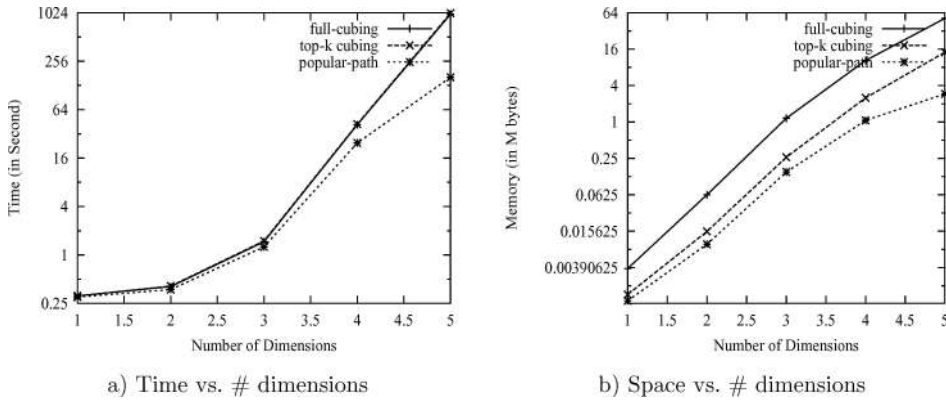 1024
256
64
16
4
1
0.25
Time (in Second)
full-cubing
top-k cubing
popular-path
1 1.5 2 2.5 3 3.5 4 4.5 5
Number of Dimensions
a) Time vs. # dimensions
64
16
4
1
0.25
0.0625
0.015625
0.00390625
Memory (in M bytes)
full-cubing
top-k cubing
popular-path
1 1.5 2 2.5 3 3.5 4 4.5 5
Number of Dimensions
b) Space vs. # dimensions